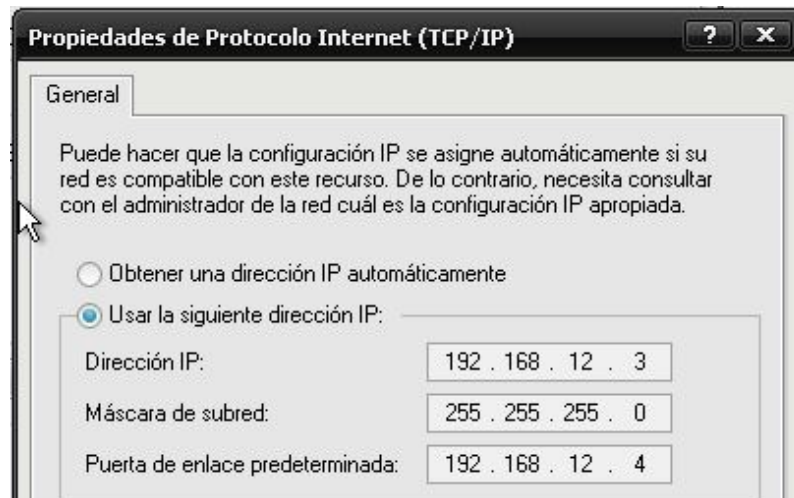 Propiedades de Protocolo Internet (TCP/IP) ? X
General
Puede hacer que la configuración IP se asigne automáticamente si su
red es compatible con este recurso. De lo contrario, necesita consultar
con el administrador de la red cuál es la configuración IP apropiada.
Obtener una dirección IP automáticamente
Usar la siguiente dirección IP:
Dirección IP: 192 . 168 . 12 . 3
Máscara de subred: 255 . 255 . 255 . 0
Puerta de enlace predeterminada: 192 . 168 . 12 . 4